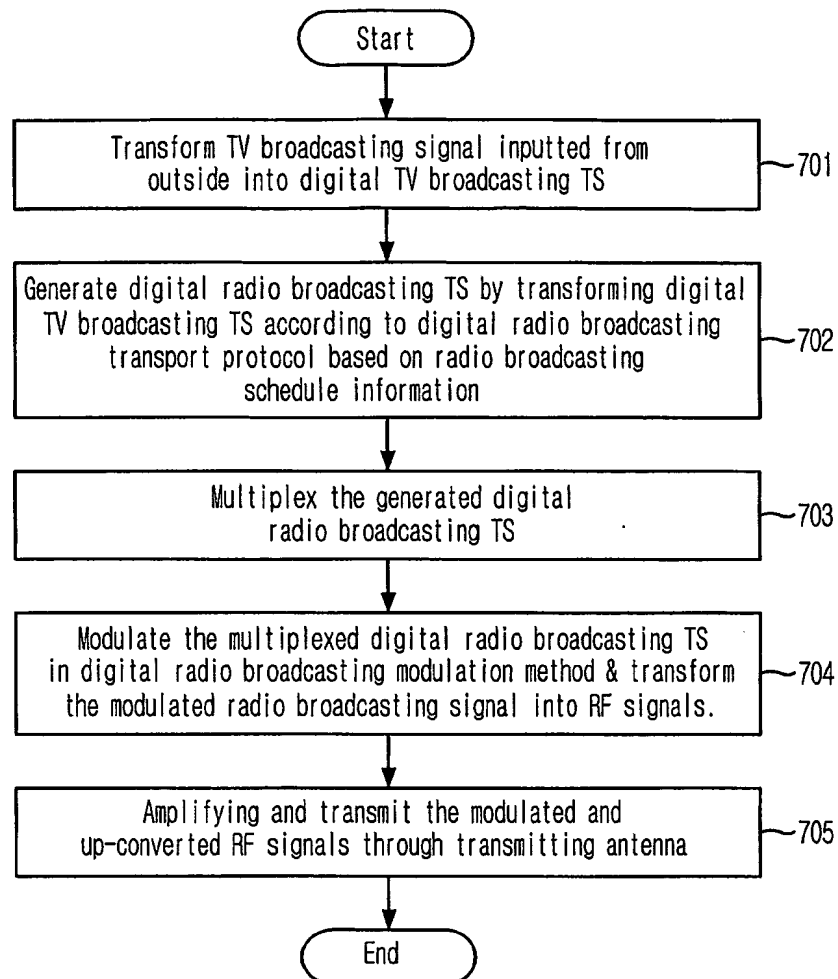 Start
Transform TV broadcasting signal inputted from
outside into digital TV broadcasting TS
701
Generate digital radio broadcasting TS by transforming digital
TV broadcasting TS according to digital radio broadcasting
transport protocol based on radio broadcasting
schedule information
702
Multiplex the generated digital
radio broadcasting TS
703
Modulate the multiplexed digital radio broadcasting TS
in digital radio broadcasting modulation method & transform
the modulated radio broadcasting signal into RF signals.
704
Amplifying and transmit the modulated and
up-converted RF signals through transmitting antenna
705
End